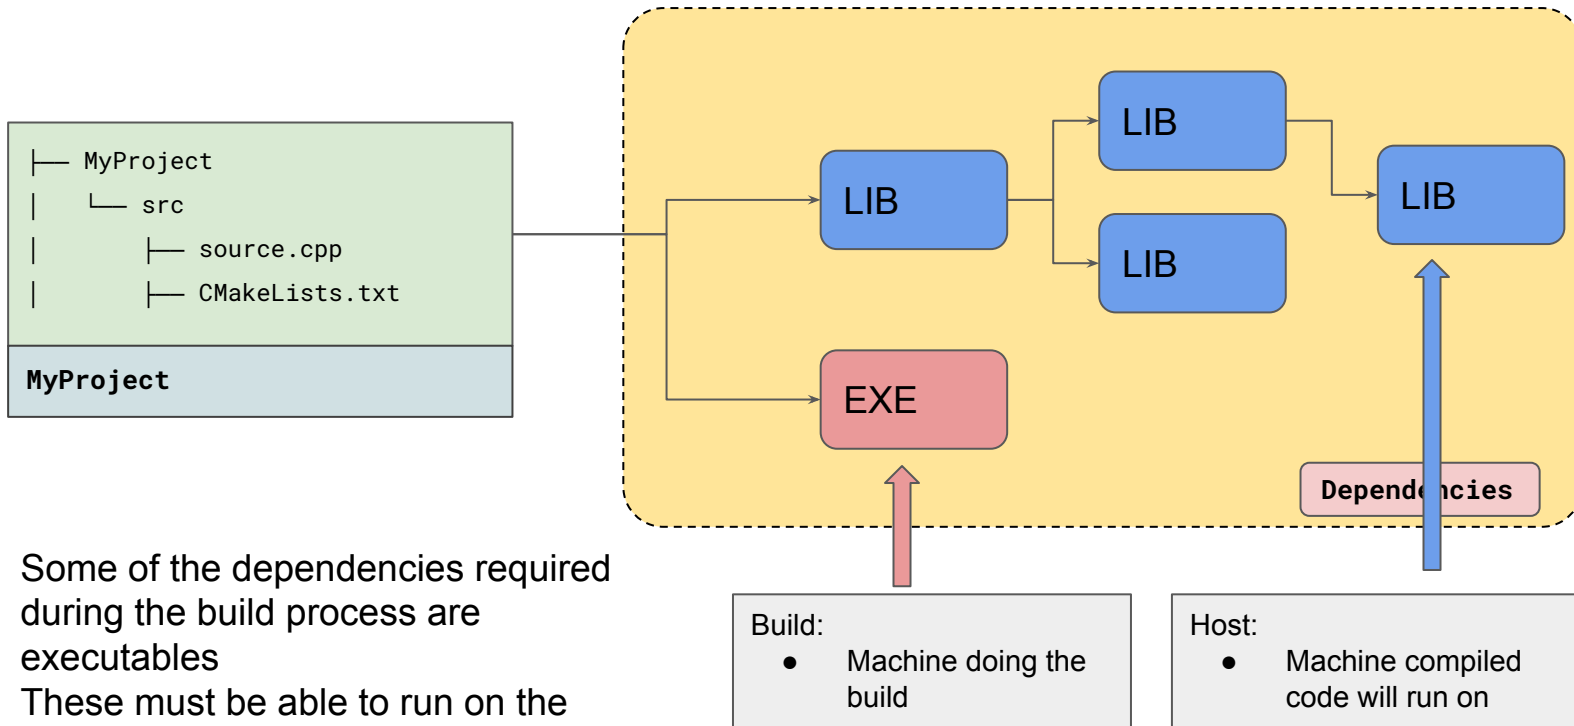 ├── MyProject
│   └── src
│       ├── source.cpp
│       ├── CMakeLists.txt
MyProject
LIB
LIB
LIB
LIB
EXE
Dependencies
Some of the dependencies required
during the build process are
executables
These must be able to run on the
Build:
● Machine doing the
build
Host:
● Machine compiled
code will run on